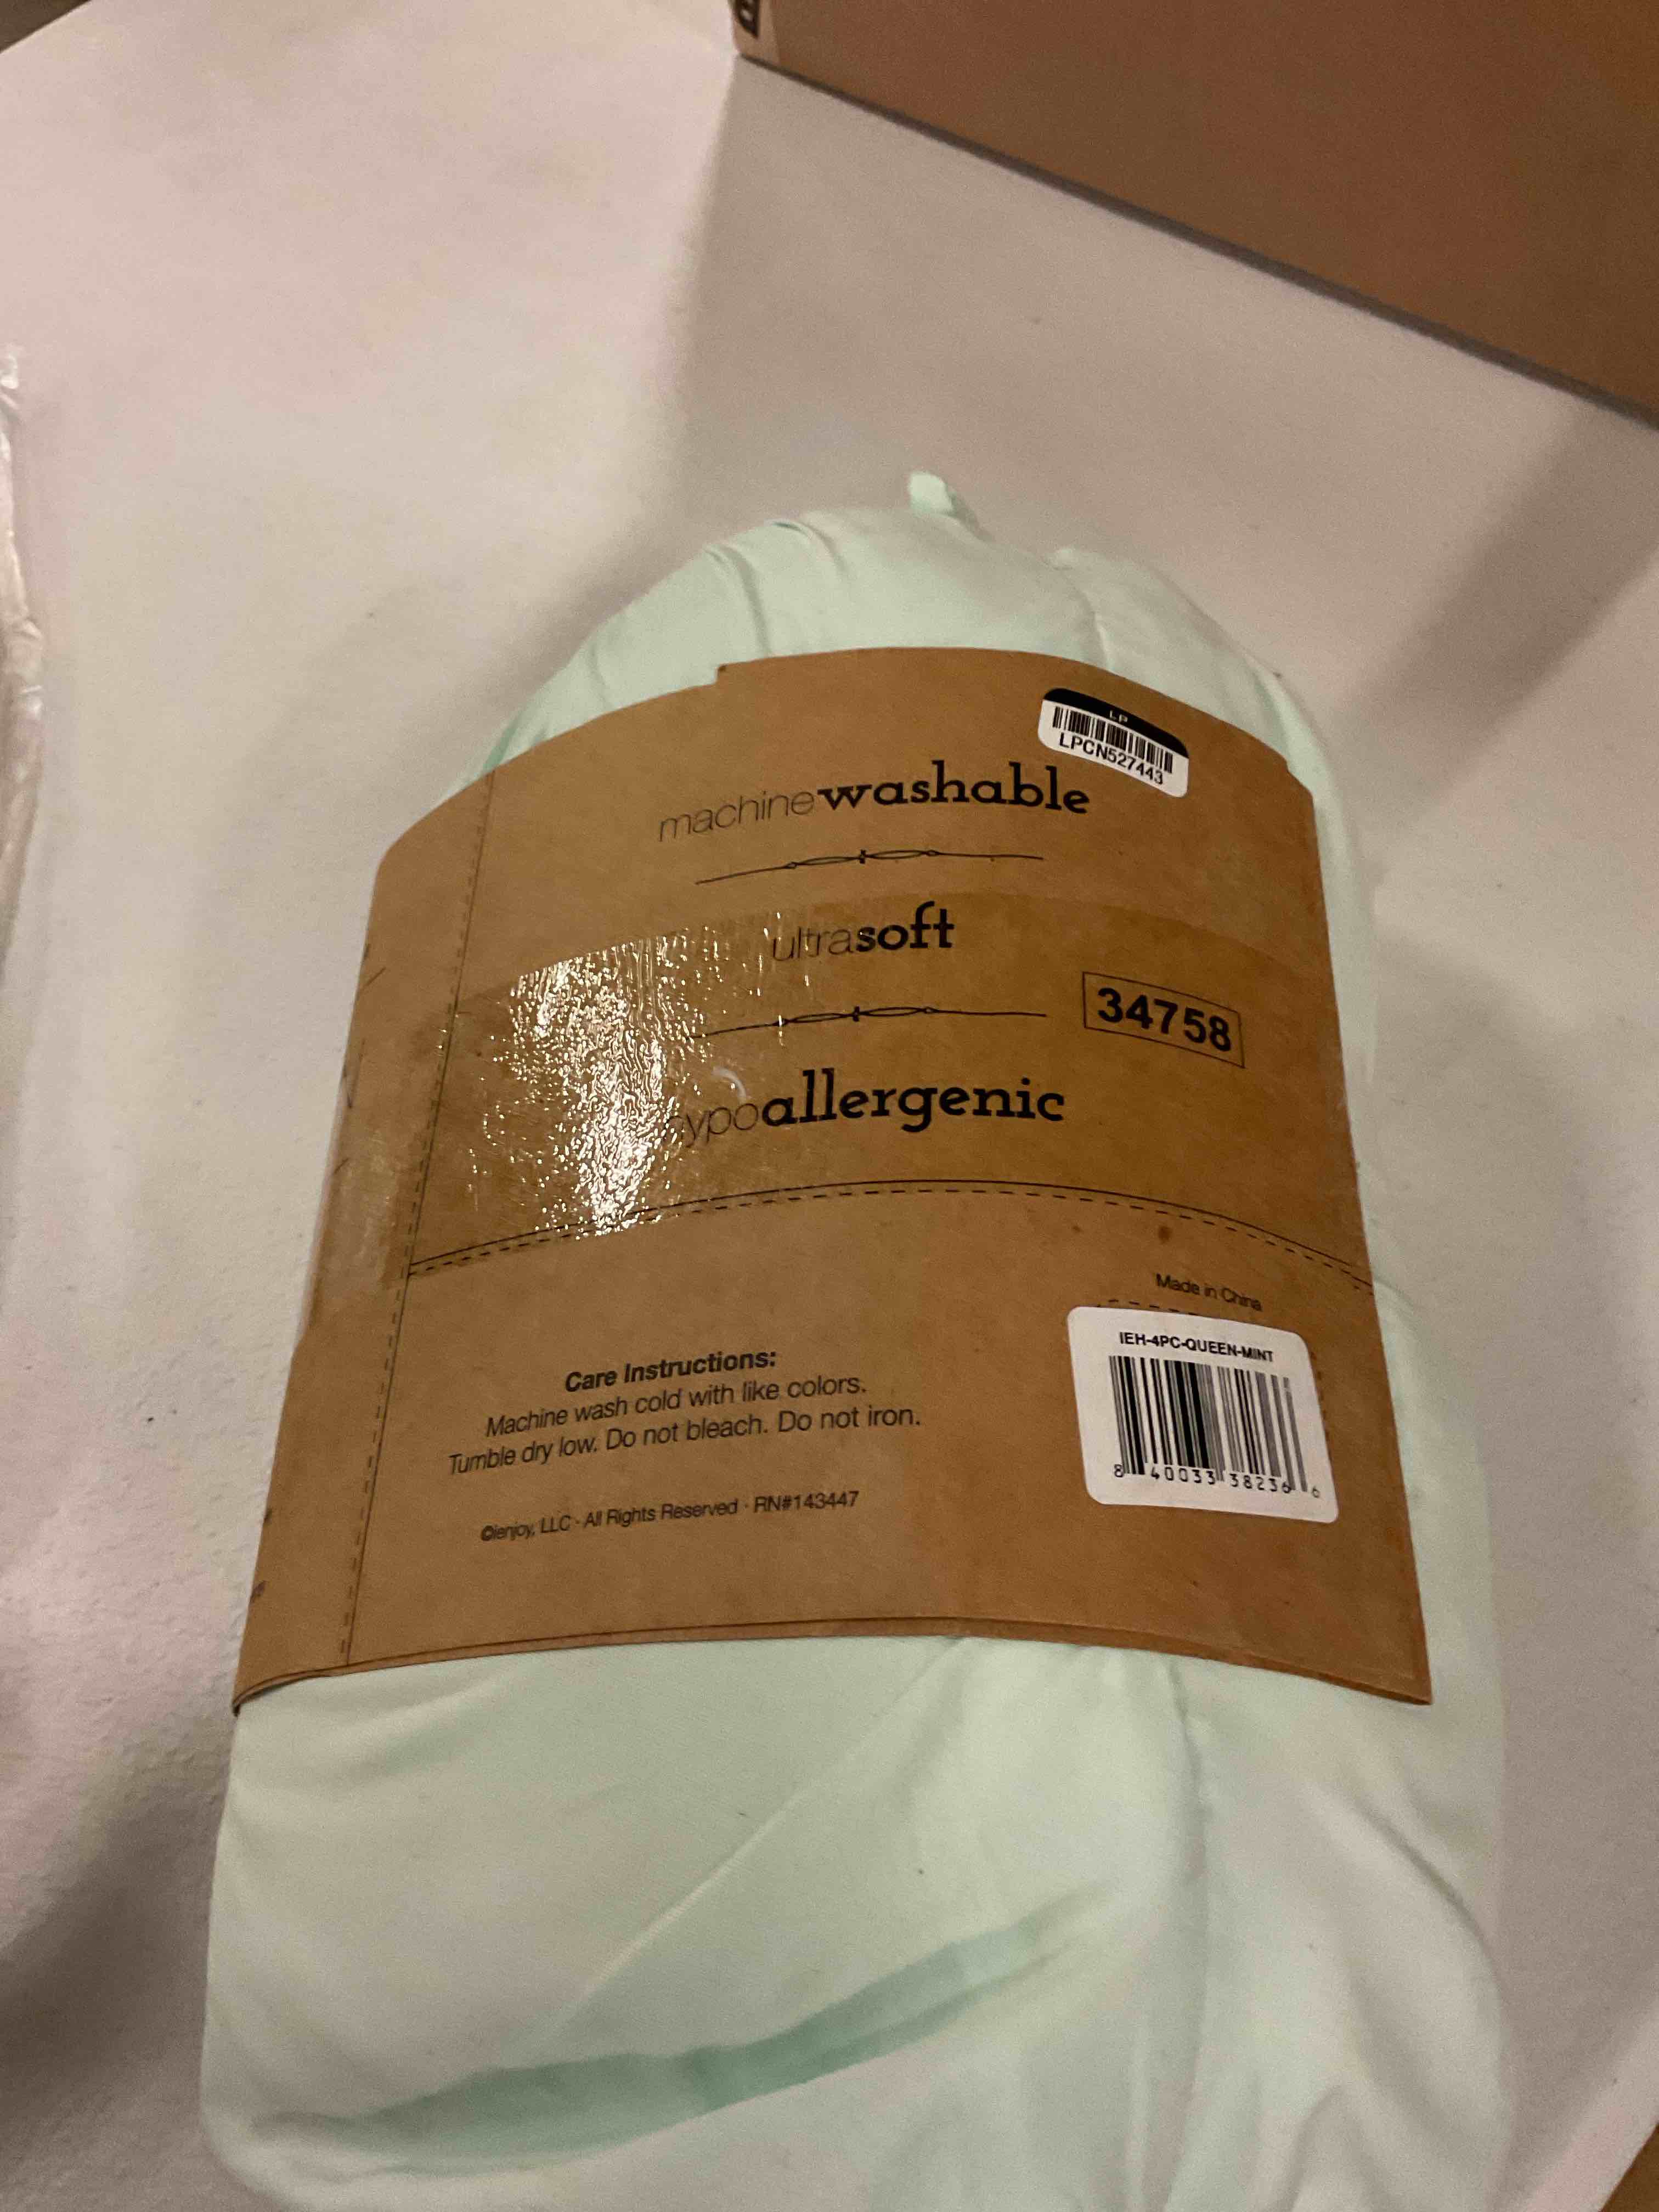 LP
LPCN527443
machinewashable
ultrasoft
34758
hypoallergenic
Made in China
IEH-4PC-QUEEN-MINT
8 40033 38236 6
Care Instructions:
Machine wash cold with like colors.
Tumble dry low. Do not bleach. Do not iron.
©ienjoy, LLC · All Rights Reserved · RN#143447